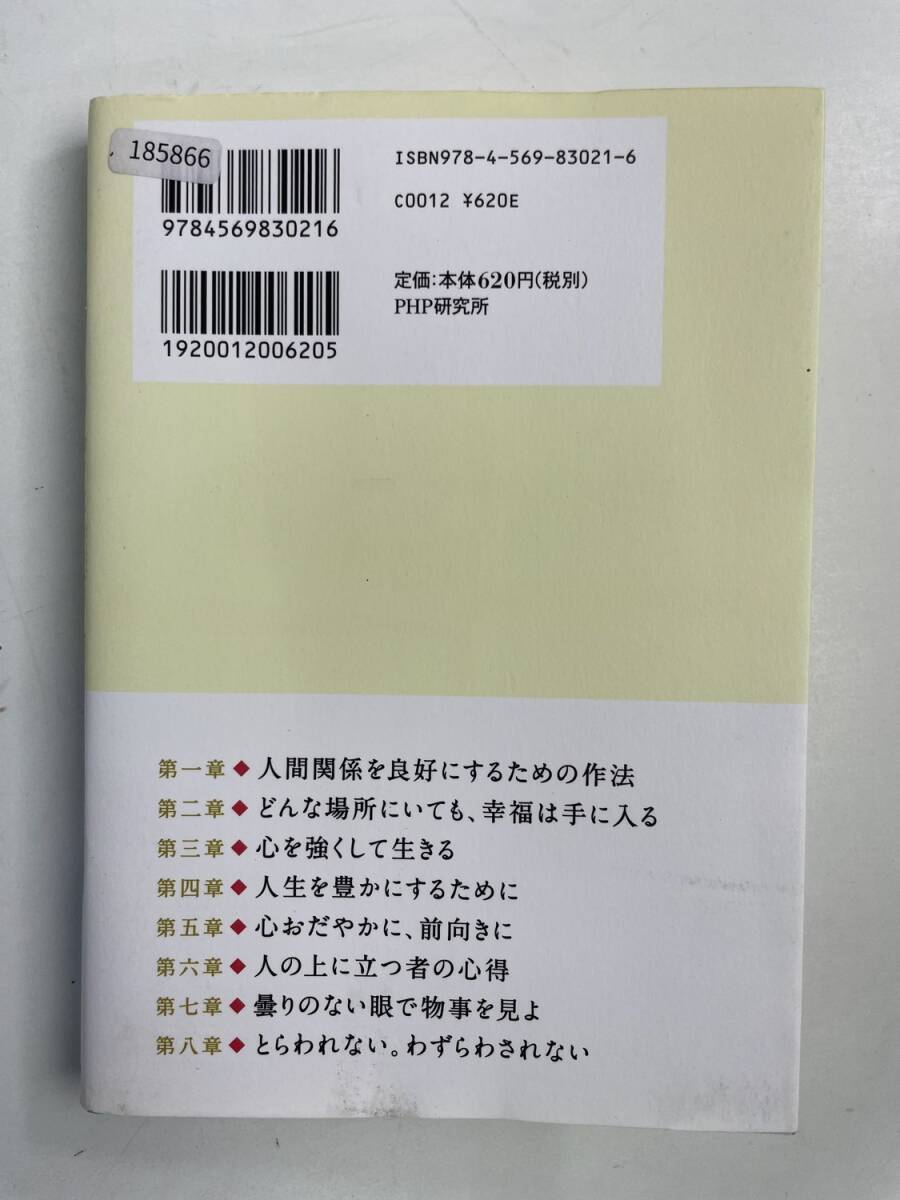 185866
ISBN978-4-569-83021-6
C0012 ¥620E
9784569830216
定価：本体620円（税別）
PHP研究所
1920012006205
第一章◆人間関係を良好にするための作法
第二章◆どんな場所にいても、幸福は手に入る
第三章◆心を強くして生きる
第四章◆人生を豊かにするために
第五章◆心おだやかに、前向きに
第六章◆人の上に立つ者の心得
第七章◆曇りのない眼で物事を見よ
第八章◆とらわれない。わずらわされない